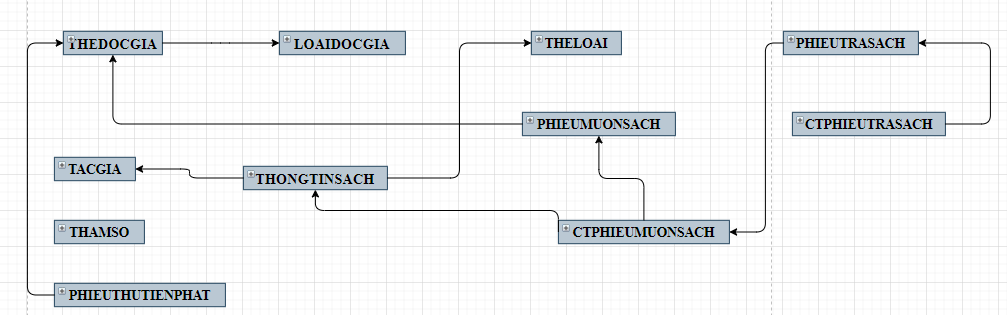 THEDOCGIA
LOAIDOCGIA
THELOAI
PHIEUTRASACH
PHIEUMUONSACH
CTPHIEUTRASACH
TACGIA
THONGTINSACH
THAMSO
CTPHIEUMUONSACH
PHIEUTHUTIENPHAT